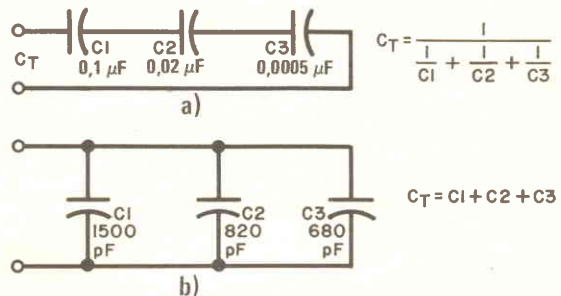 C1
C2
C3
CT
0,1 μF
0,02 μF
0,0005 μF
CT = 1 / (1/C1 + 1/C2 + 1/C3)
a)
C1
1500
pF
C2
820
pF
C3
680
pF
CT = C1 + C2 + C3
b)